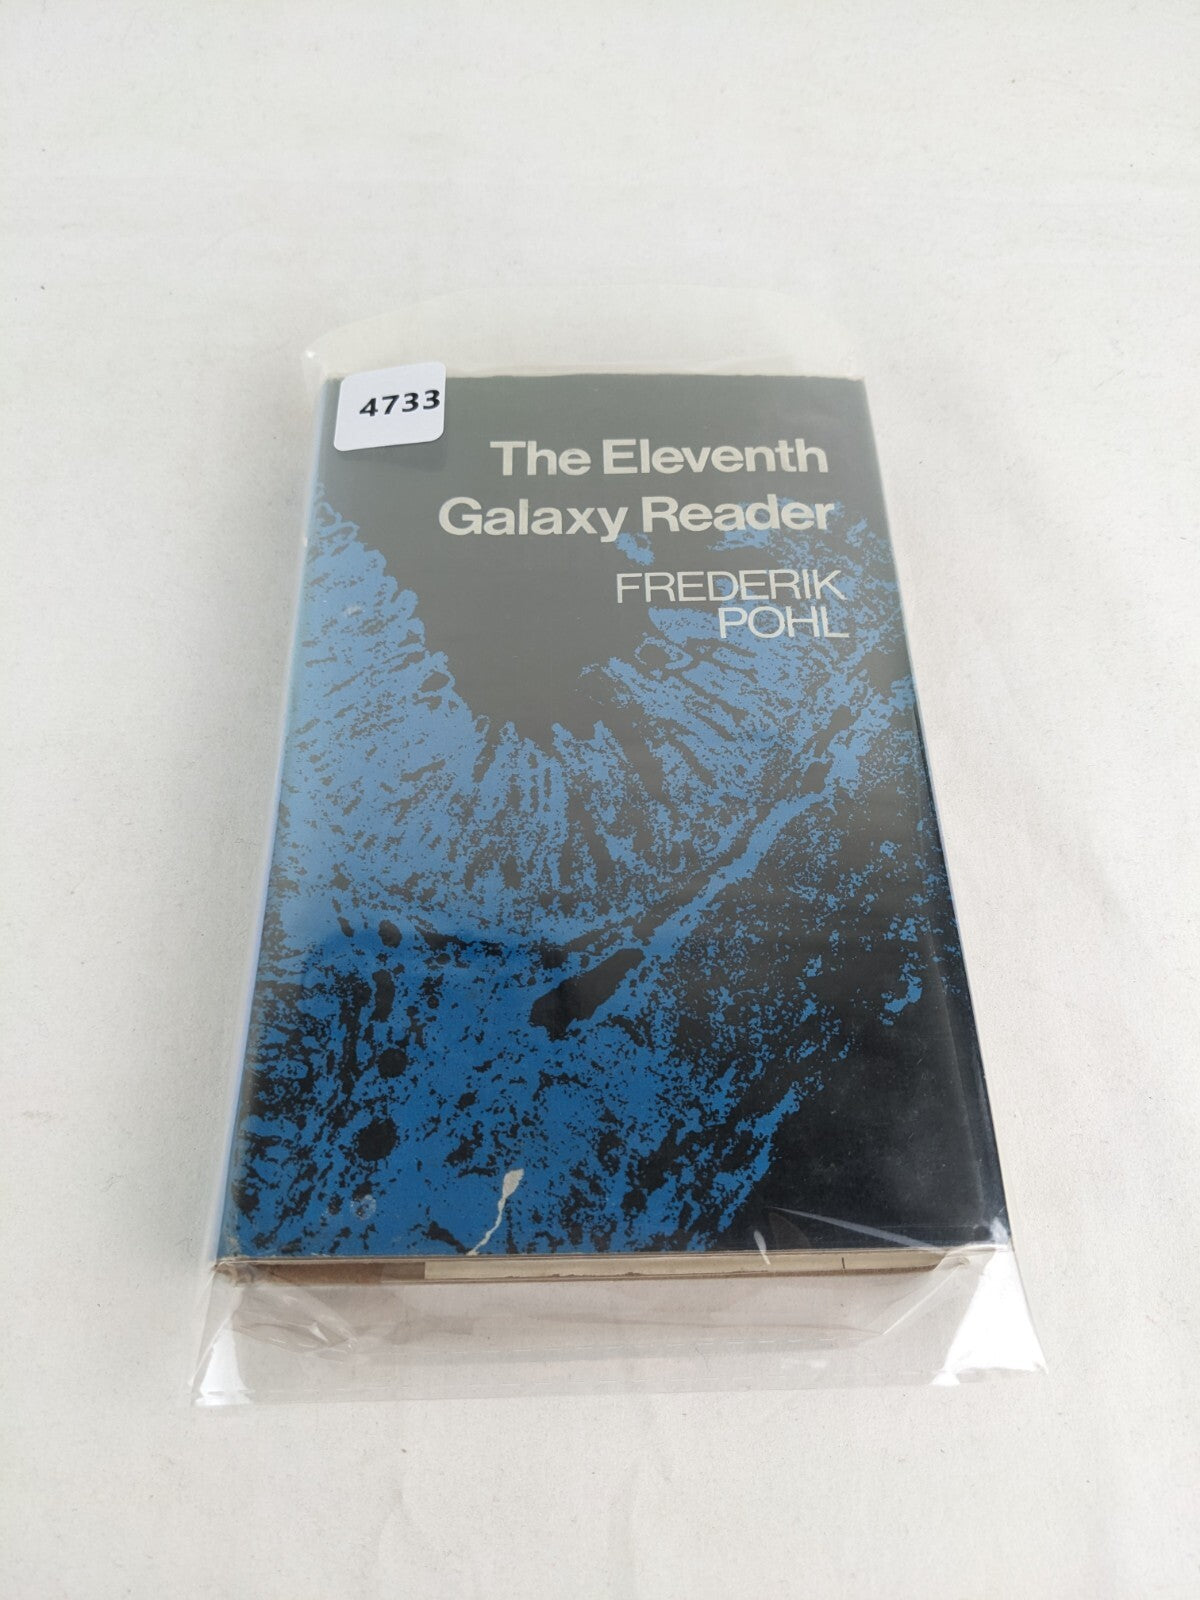 4733
The Eleventh
Galaxy Reader
FREDERIK
POHL